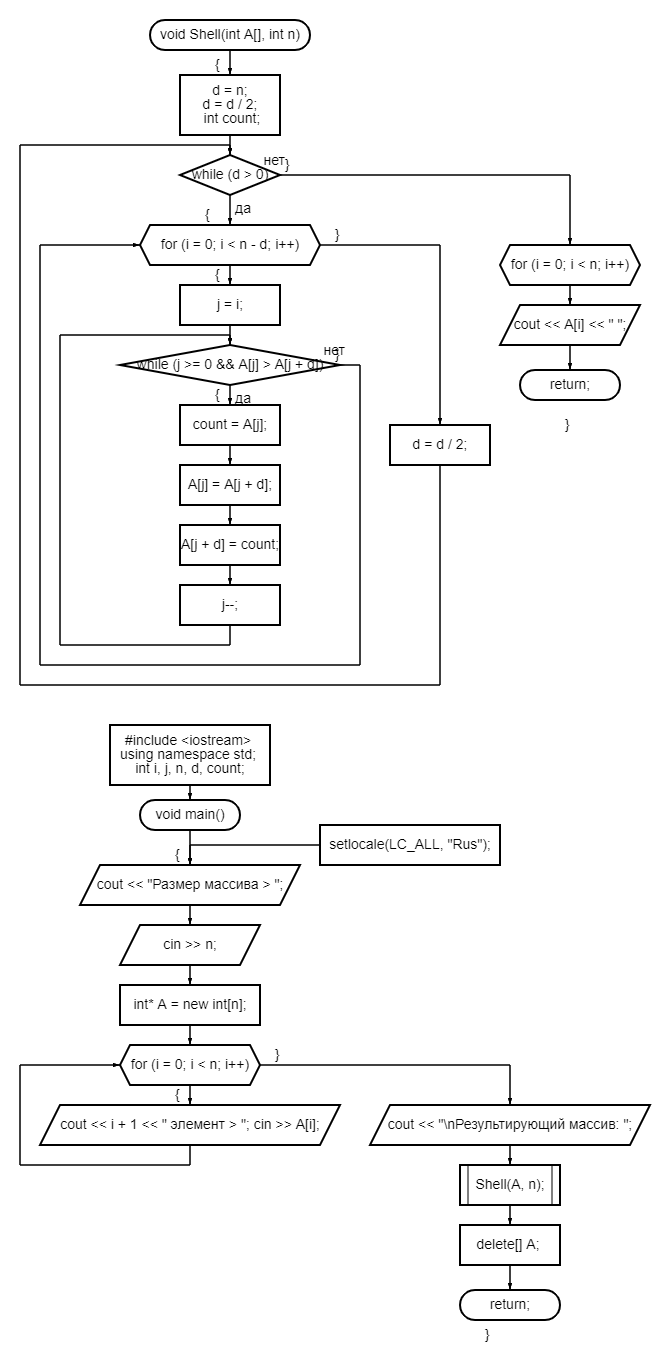 void Shell(int A[], int n)
{
d = n;
d = d / 2;
int count;
нет
}
while (d > 0)
{
да
for (i = 0; i < n - d; i++)
}
{
j = i;
нет
}
while (j >= 0 && A[j] > A[j + d])
{
да
count = A[j];
A[j] = A[j + d];
A[j + d] = count;
j--;
d = d / 2;
for (i = 0; i < n; i++)
cout << A[i] << " ";
return;
}
#include <iostream>
using namespace std;
int i, j, n, d, count;
void main()
setlocale(LC_ALL, "Rus");
{
cout << "Размер массива > ";
cin >> n;
int* A = new int[n];
for (i = 0; i < n; i++)
}
{
cout << i + 1 << " элемент > "; cin >> A[i];
cout << "\nРезультирующий массив: ";
Shell(A, n);
delete[] A;
return;
}